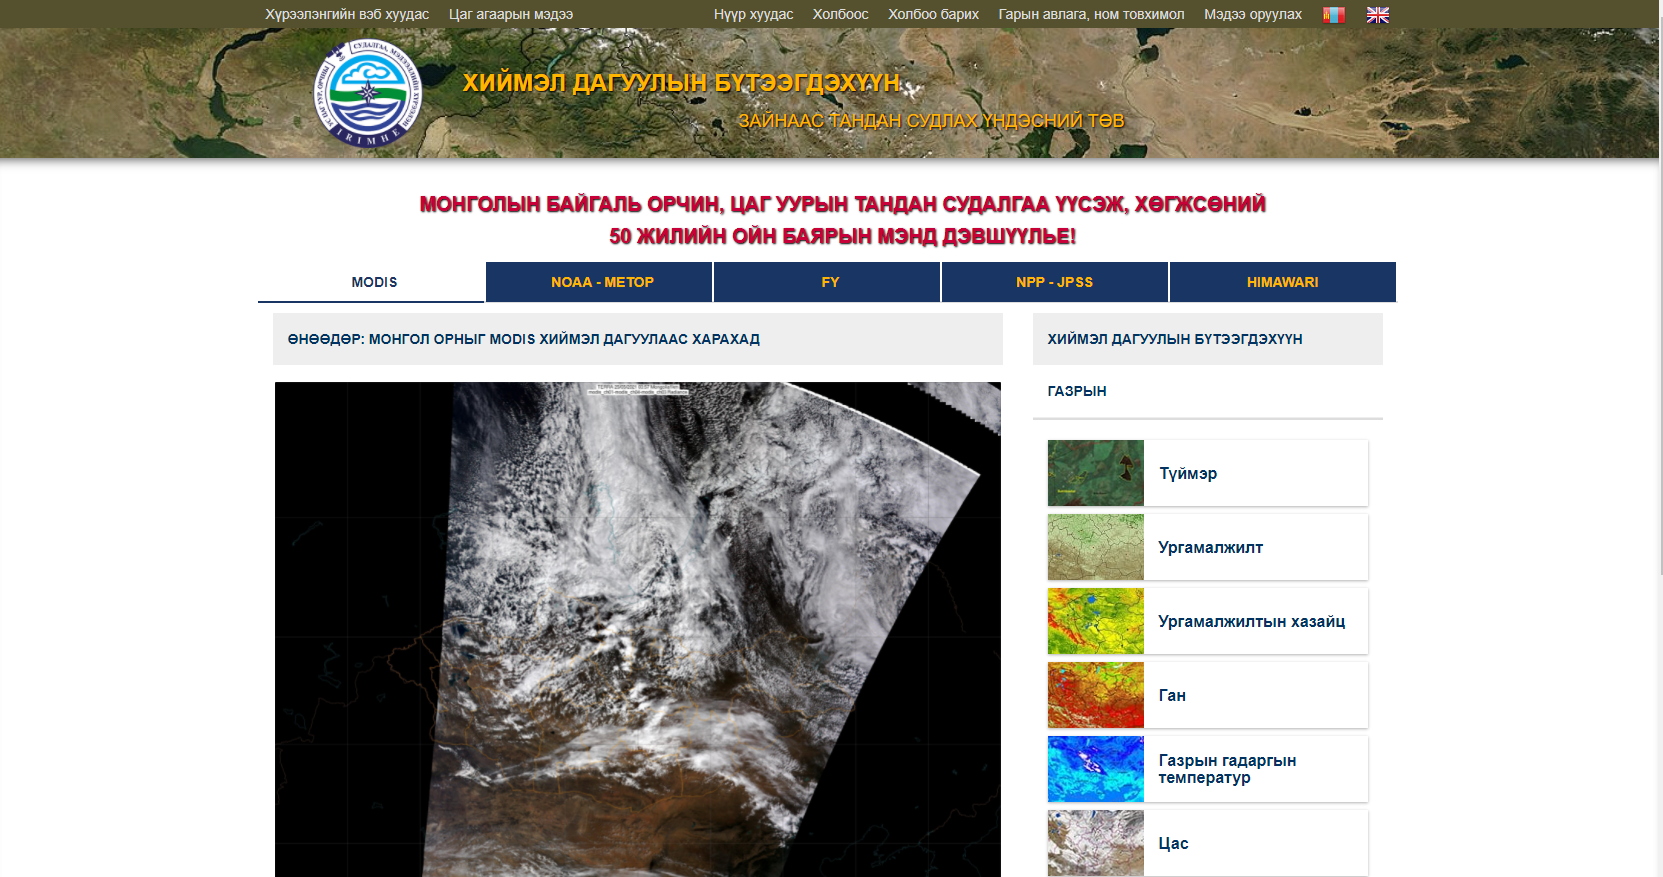 Хүрээлэнгийн вэб хуудас Цаг агаарын мэдээ Нүүр хуудас Холбоос Холбоо барих Гарын авлага, ном товхимол Мэдээ оруулах
ХИЙМЭЛ ДАГУУЛЫН БҮТЭЭГДЭХҮҮН
ЗАЙНААС ТАНДАН СУДЛАХ ҮНДЭСНИЙ ТӨВ
IRIMHE
МОНГОЛЫН БАЙГАЛЬ ОРЧИН, ЦАГ УУРЫН ТАНДАН СУДАЛГАА ҮҮСЭЖ, ХӨГЖСӨНИЙ
50 ЖИЛИЙН ОЙН БАЯРЫН МЭНД ДЭВШҮҮЛЬЕ!
MODIS NOAA - METOP FY NPP - JPSS HIMAWARI
ӨНӨӨДӨР: МОНГОЛ ОРНЫГ MODIS ХИЙМЭЛ ДАГУУЛААС ХАРАХАД
ХИЙМЭЛ ДАГУУЛЫН БҮТЭЭГДЭХҮҮН
ГАЗРЫН
Түймэр
Ургамалжилт
Ургамалжилтын хазайц
Ган
Газрын гадаргын
температур
Цас